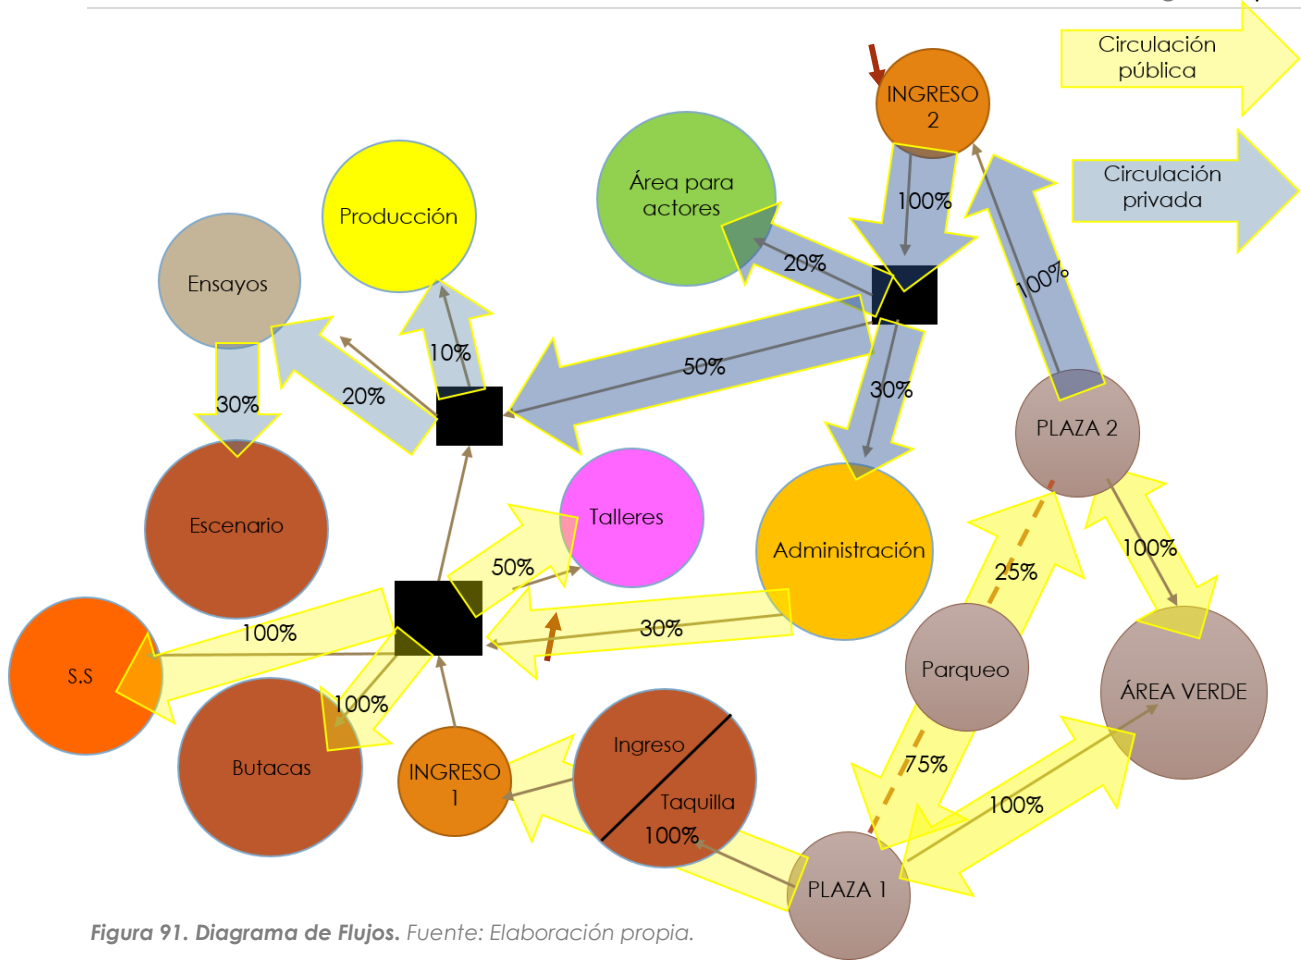 Circulación
pública
INGRESO
2
Circulación
privada
Área para
actores
Producción
100%
Ensayos
20%
100%
10%
50%
30%
20%
30%
PLAZA 2
Escenario
Talleres
Administración
100%
50%
25%
100%
30%
S.S
Parqueo
ÁREA VERDE
100%
Butacas
INGRESO
1
Ingreso
Taquilla
100%
75%
100%
PLAZA 1
Figura 91. Diagrama de Flujos. Fuente: Elaboración propia.